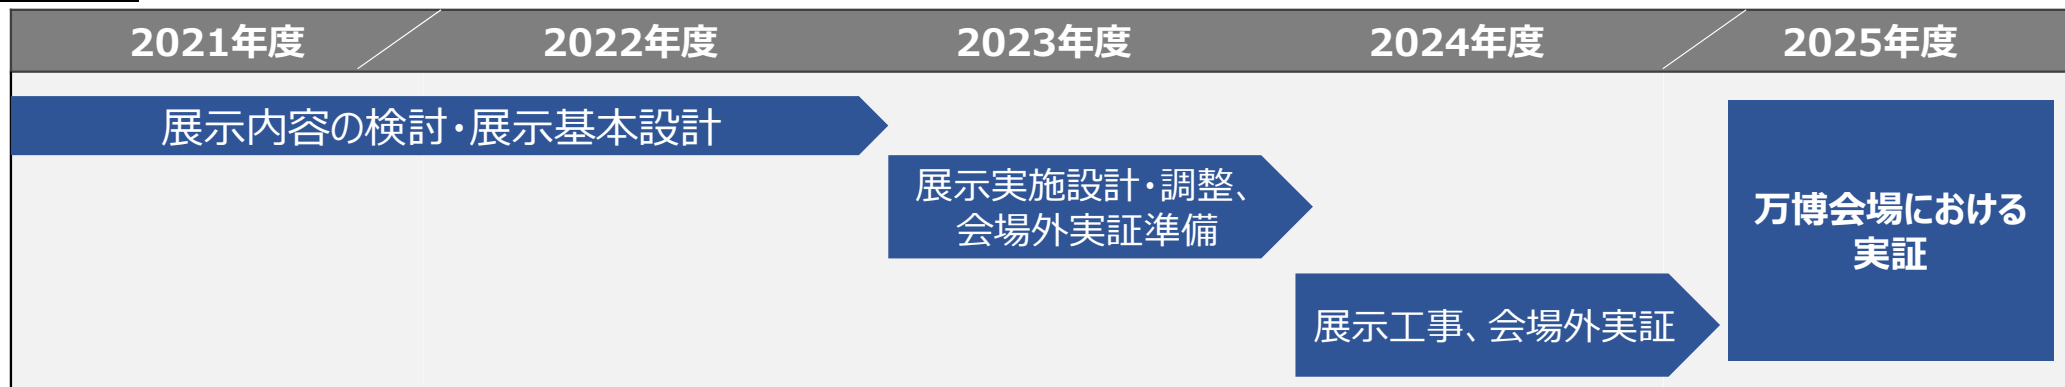 2021年度
2022年度
2023年度
2024年度
2025年度
展示内容の検討・展示基本設計
展示実施設計・調整、
会場外実証準備
展示工事、会場外実証
万博会場における
実証